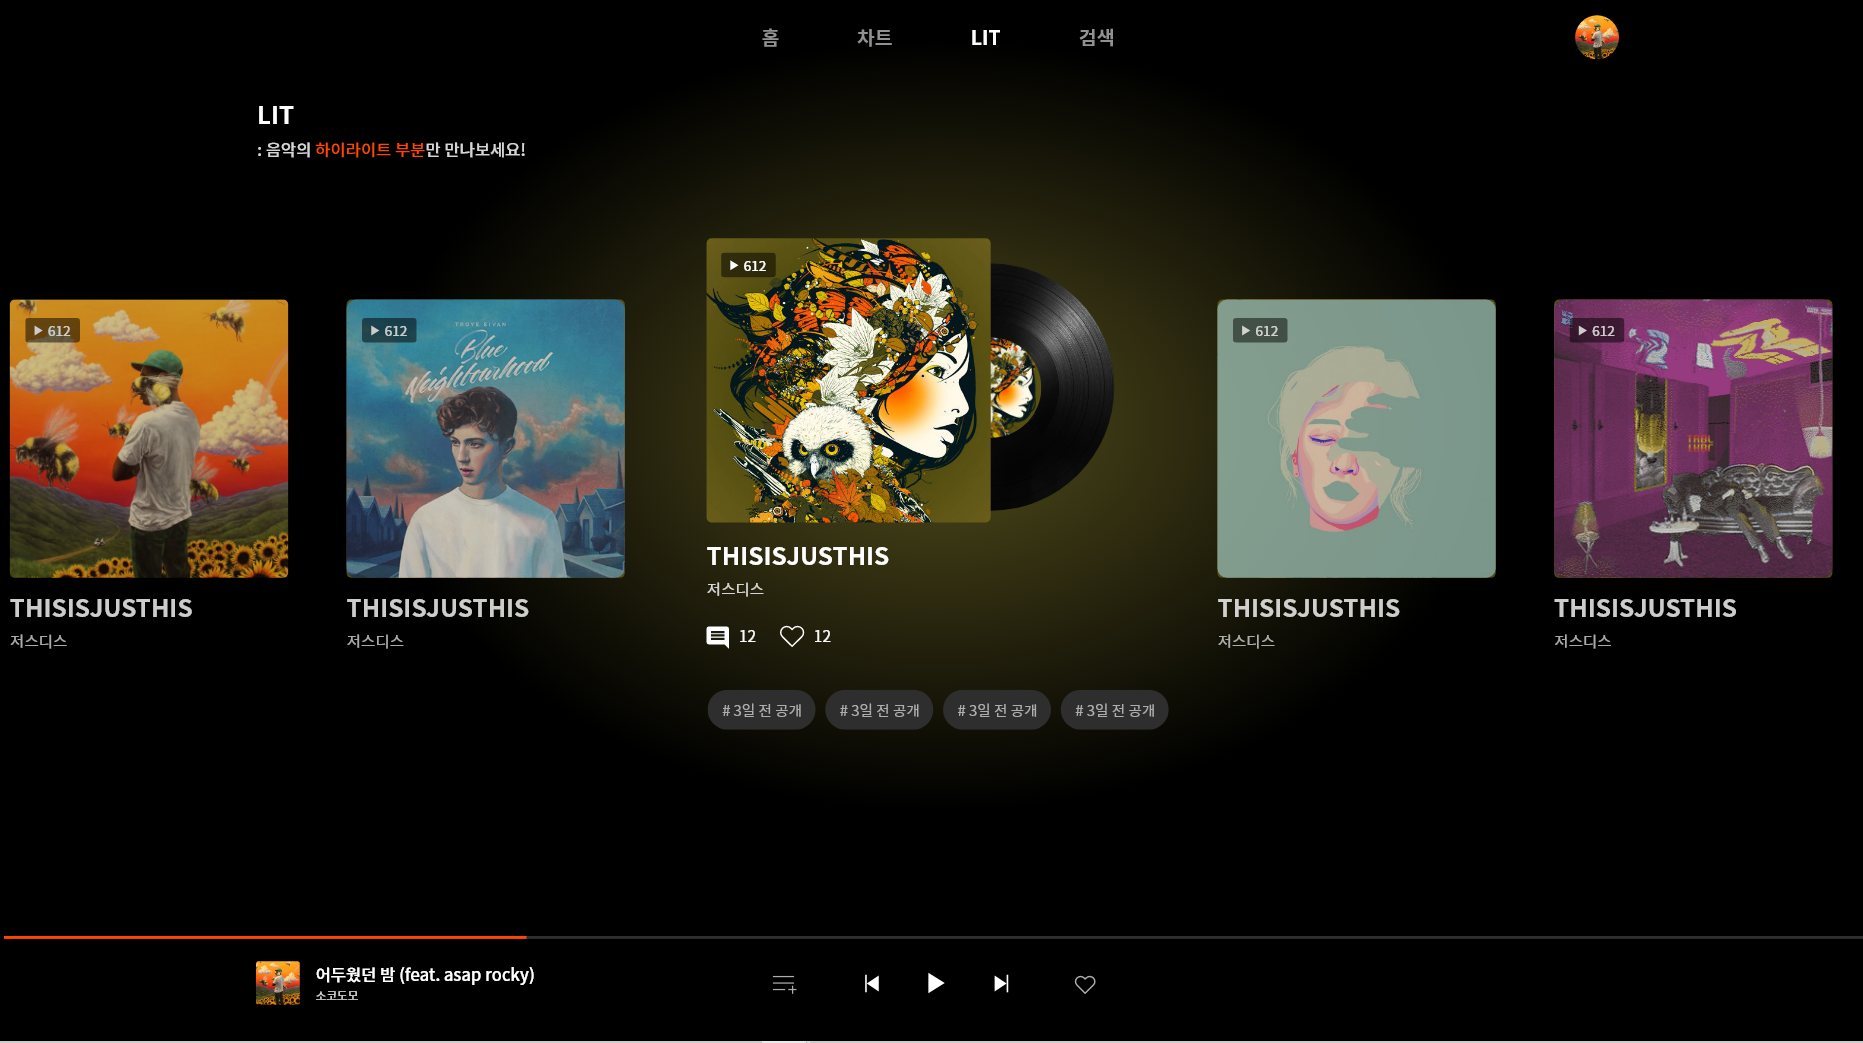 홈 차트 LIT 검색
LIT
: 음악의 하이라이트 부분만 만나보세요!
612
THISISJUSTHIS
저스디스
612
TROYE SIVAN
Blue
Neighbourhood
THISISJUSTHIS
저스디스
612
THISISJUSTHIS
저스디스
12 12
# 3일 전 공개 # 3일 전 공개 # 3일 전 공개 # 3일 전 공개
612
THISISJUSTHIS
저스디스
612
THISISJUSTHIS
저스디스
어두웠던 밤 (feat. asap rocky)
소코도모